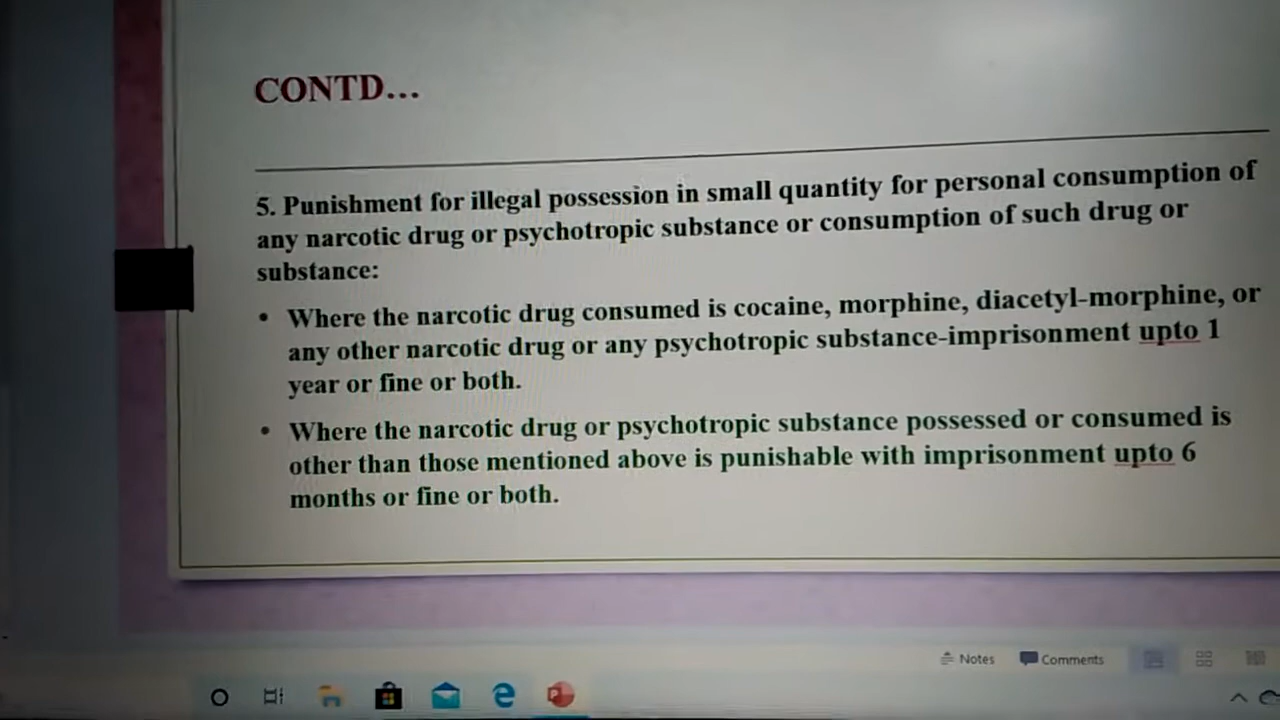 CONTD...
5. Punishment for illegal possession in small quantity for personal consumption of
any narcotic drug or psychotropic substance or consumption of such drug or
substance:
• Where the narcotic drug consumed is cocaine, morphine, diacetyl-morphine, or
any other narcotic drug or any psychotropic substance-imprisonment upto 1
year or fine or both.
• Where the narcotic drug or psychotropic substance possessed or consumed is
other than those mentioned above is punishable with imprisonment upto 6
months or fine or both.
Notes Comments